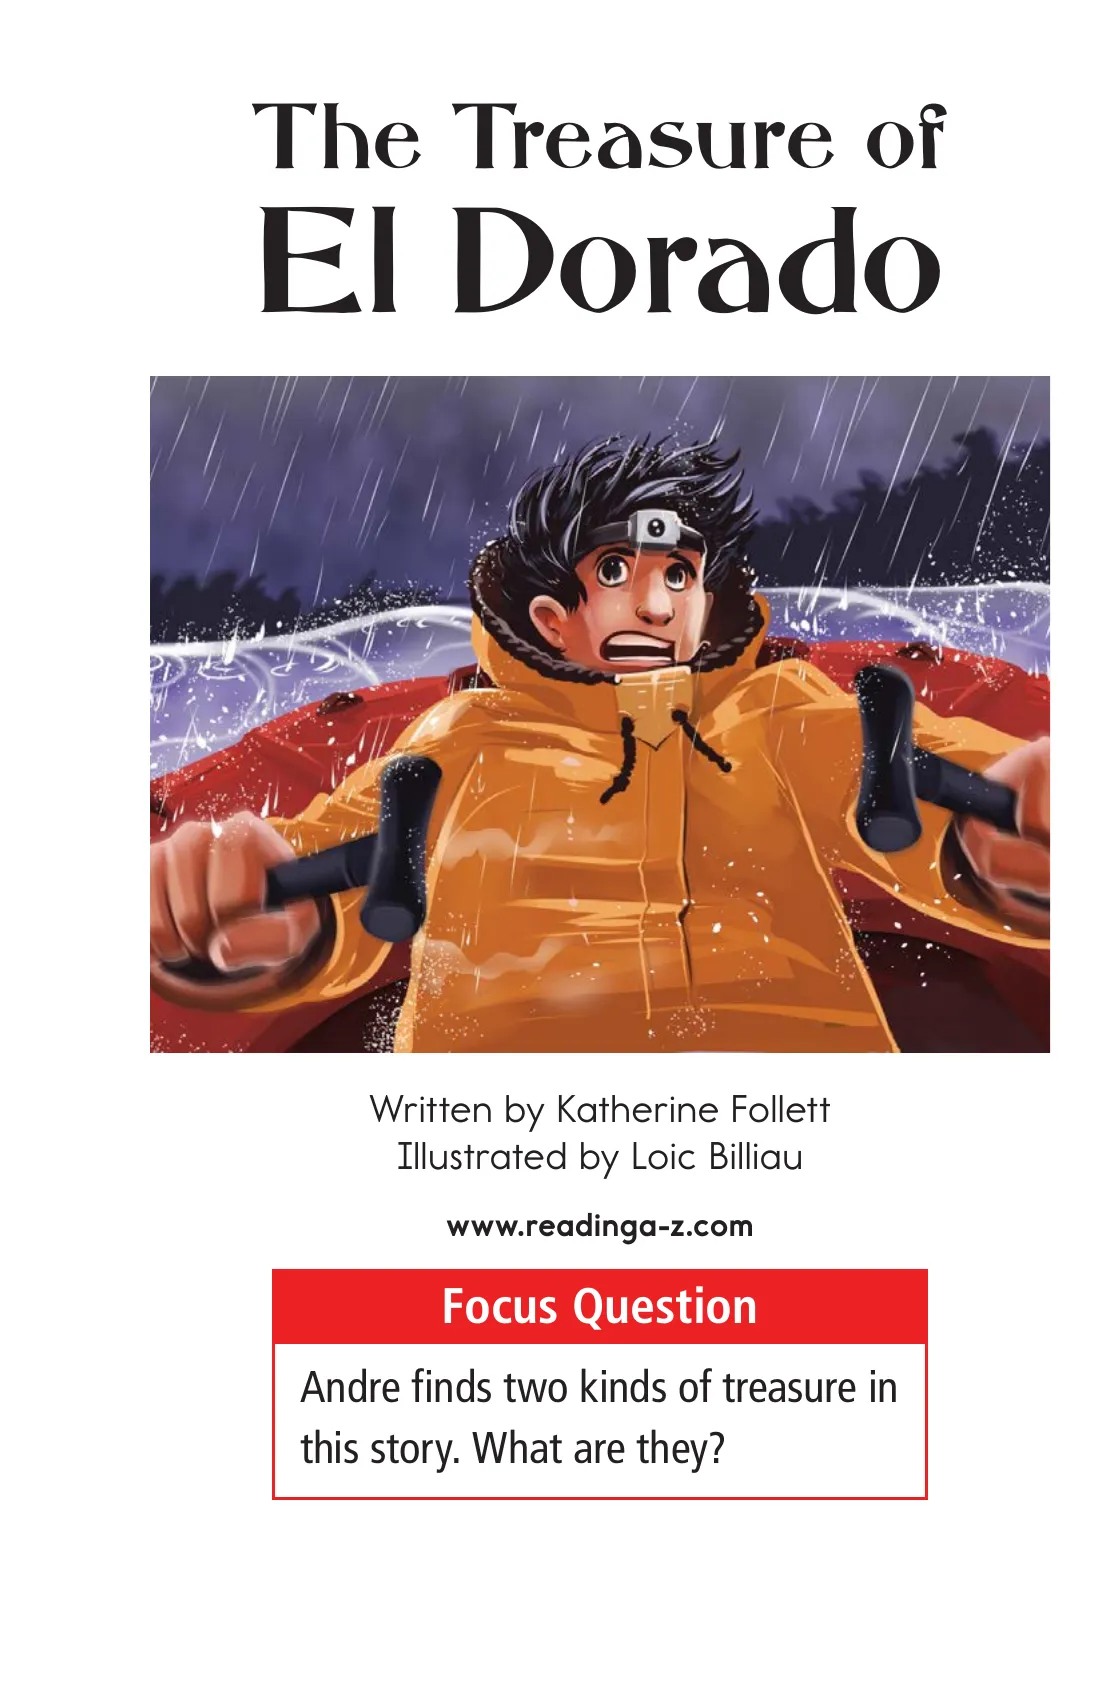 The Treasure of
El Dorado
Written by Katherine Follett
Illustrated by Loic Billiau
www.readinga-z.com
Focus Question
Andre finds two kinds of treasure in
this story. What are they?